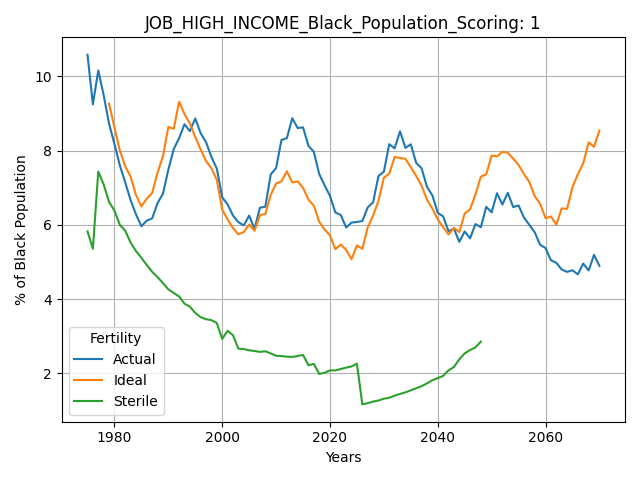 JOB_HIGH_INCOME_Black_Population_Scoring: 1
% of Black Population
10
8
6
4
2
Fertility
Actual
Ideal
Sterile
1980 2000 2020 2040 2060
Years